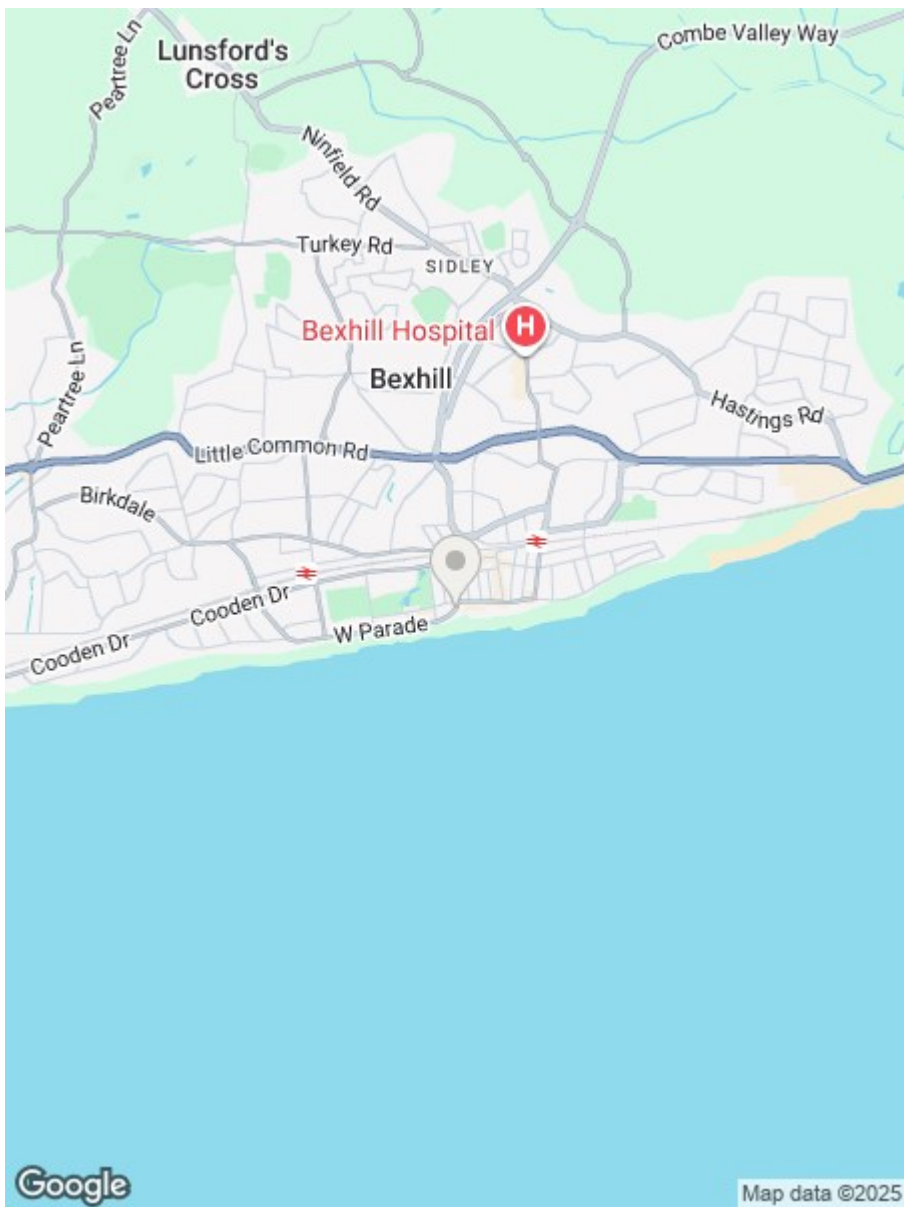 Combe Valley Way
Lunsford's
Cross
Peartree Ln
Ninfield Rd
Turkey Rd
SIDLEY
Bexhill Hospital
H
Bexhill
Peartree Ln
Hastings Rd
Little Common Rd
Birkdale
Cooden Dr
W Parade
Cooden Dr
Google
Map data ©2025